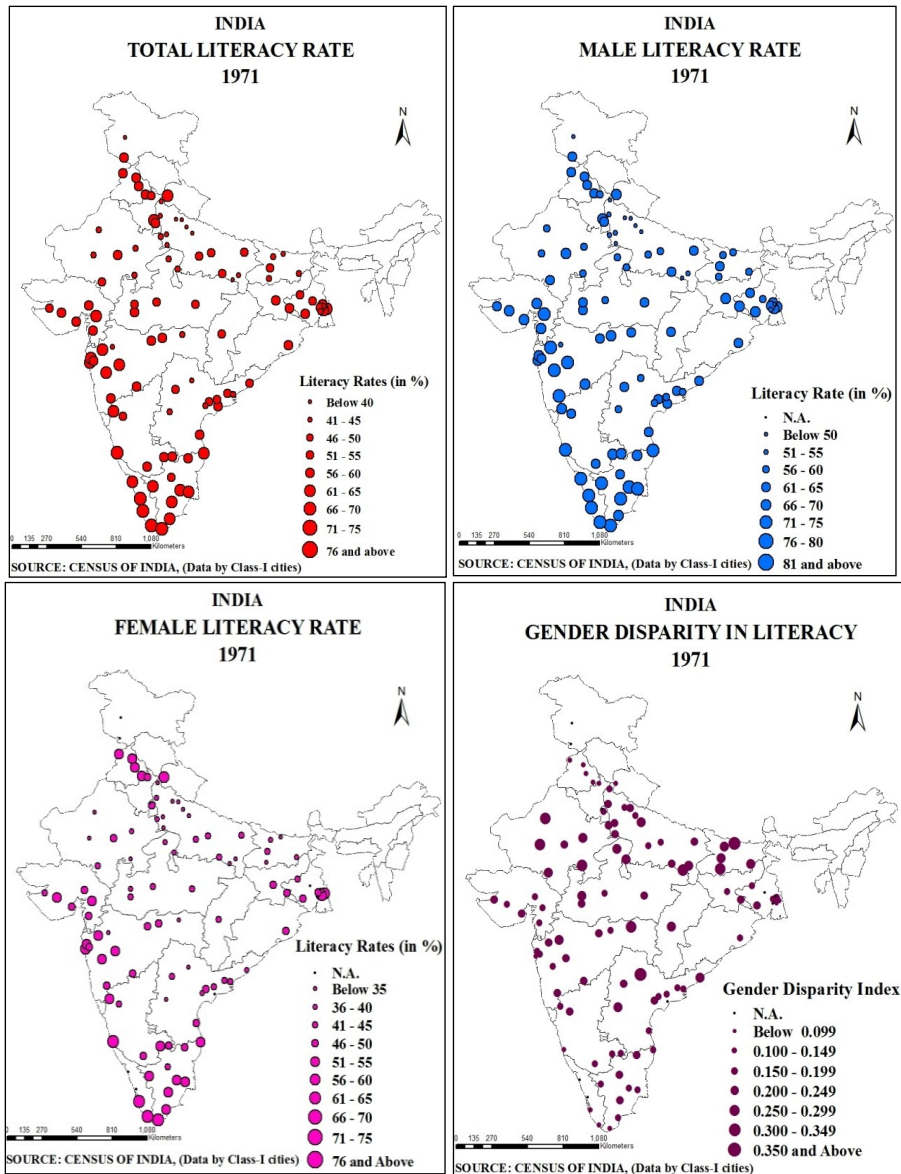 INDIA
TOTAL LITERACY RATE
1971
N
Literacy Rates (in %)
Below 40
41 - 45
46 - 50
51 - 55
56 - 60
61 - 65
66 - 70
71 - 75
76 and above
0 135 270 540 810 1,080
Kilometers
SOURCE: CENSUS OF INDIA, (Data by Class-I cities)
INDIA
MALE LITERACY RATE
1971
N
Literacy Rate (in %)
N.A.
Below 50
51 - 55
56 - 60
61 - 65
66 - 70
71 - 75
76 - 80
81 and above
0 135 270 540 810 1,080
Kilometers
SOURCE: CENSUS OF INDIA, (Data by Class-I cities)
INDIA
FEMALE LITERACY RATE
1971
N
Literacy Rates (in %)
N.A.
Below 35
36 - 40
41 - 45
46 - 50
51 - 55
56 - 60
61 - 65
66 - 70
71 - 75
76 and Above
0 135 270 540 810 1,080
Kilometers
SOURCE: CENSUS OF INDIA, (Data by Class-I cities)
INDIA
GENDER DISPARITY IN LITERACY
1971
N
Gender Disparity Index
N.A.
Below 0.099
0.100 - 0.149
0.150 - 0.199
0.200 - 0.249
0.250 - 0.299
0.300 - 0.349
0.350 and Above
0 135 270 540 810 1,080
Kilometers
SOURCE: CENSUS OF INDIA, (Data by Class-I cities)